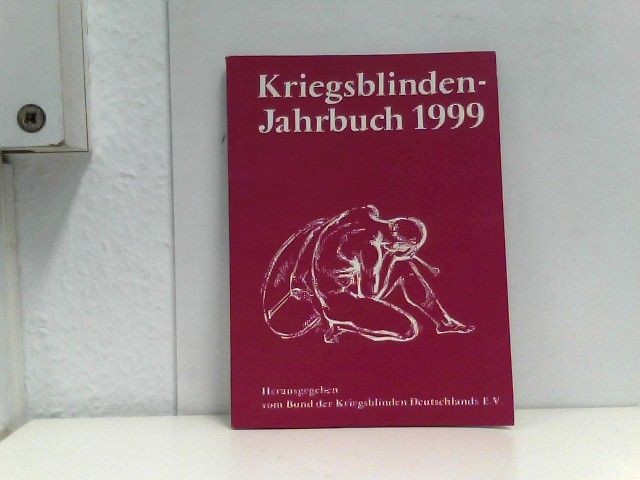 Kriegsblinden-
Jahrbuch 1999
Herausgegeben
vom Bund der Kriegsblinden Deutschlands E.V.